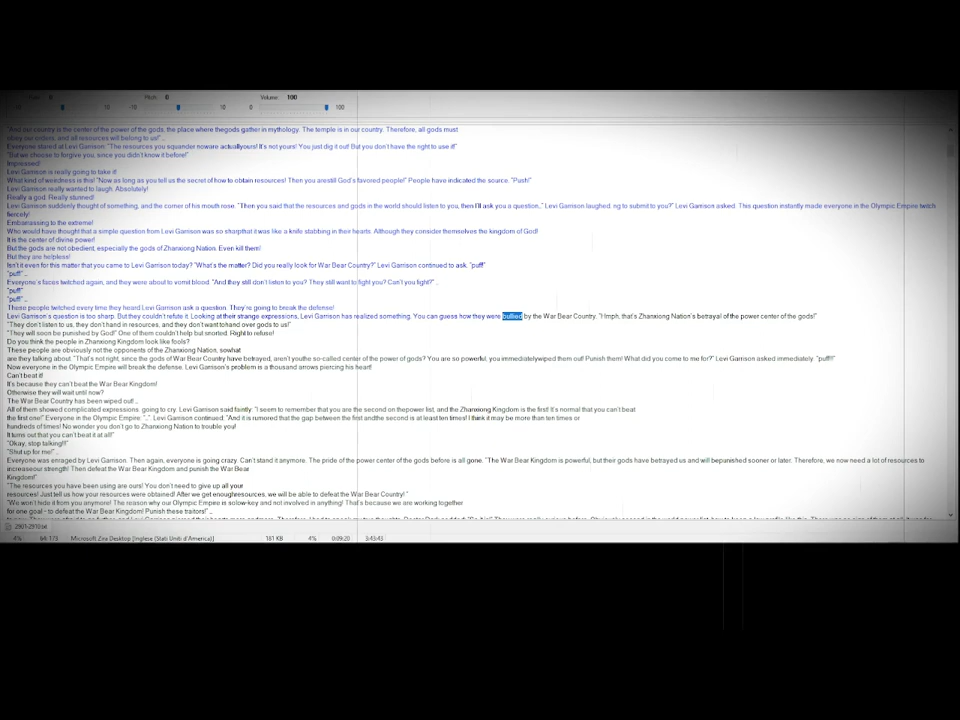 Pitch: 0
Volume: 100
10 -10 10 0 100
"And our country is the center of the power of the gods, the place where thegods gather in mythology. The temple is in our country. Therefore, all gods must
obey our orders, and all resources will belong to us!" ..
Everyone stared at Levi Garrison: "The resources you squander noware actuallyours! It's not yours! You just dig it out! But you don't have the right to use it!"
"But we choose to forgive you, since you didn't know it before!"
Impressed!
Levi Garrison is really going to take it!
What kind of weirdness is this! "Now as long as you tell us the secret of how to obtain resources! Then you arestill God's favored people!" People have indicated the source. "Push!"
Levi Garrison really wanted to laugh. Absolutely!
Really a god. Really stunned!
Levi Garrison suddenly thought of something, and the corner of his mouth rose. "Then you said that the resources and gods in the world should listen to you, then I'll ask you a question,." Levi Garrison laughed. ng to submit to you?" Levi Garrison asked. This question instantly made everyone in the Olympic Empire twitch
fiercely!
Embarrassing to the extreme!
Who would have thought that a simple question from Levi Garrison was so sharpthat it was like a knife stabbing in their hearts. Although they consider themselves the kingdom of God!
It is the center of divine power!
But the gods are not obedient, especially the gods of Zhanxiong Nation. Even kill them!
But they are helpless!
Isn't it even for this matter that you came to Levi Garrison today? "What's the matter? Did you really look for War Bear Country?" Levi Garrison continued to ask. "puff!"
"puff" ..
Everyone's faces twitched again, and they were about to vomit blood. "And they still don't listen to you? They still want to fight you? Can't you fight?" ..
"puff!"
"puff!" ..
These people twitched every time they heard Levi Garrison ask a question. They're going to break the defense!
Levi Garrison's question is too sharp. But they couldn't refute it. Looking at their strange expressions, Levi Garrison has realized something. You can guess how they were bullied by the War Bear Country. "Hmph, that's Zhanxiong Nation's betrayal of the power center of the gods!"
"They don't listen to us, they don't hand in resources, and they don't want tohand over gods to us!"
"They will soon be punished by God!" One of them couldn't help but snorted. Right to refuse!
Do you think the people in Zhanxiong Kingdom look like fools?
These people are obviously not the opponents of the Zhanxiong Nation, sowhat
are they talking about. "That's not right, since the gods of War Bear Country have betrayed, aren't youthe so-called center of the power of gods? You are so powerful, you immediatelywiped them out! Punish them! What did you come to me for?" Levi Garrison asked immediately. "puff!!!"
Now everyone in the Olympic Empire will break the defense. Levi Garrison's problem is a thousand arrows piercing his heart!
Can't beat it!
It's because they can't beat the War Bear Kingdom!
Otherwise they will wait until now?
The War Bear Country has been wiped out ..
All of them showed complicated expressions. going to cry. Levi Garrison said faintly: "I seem to remember that you are the second on thepower list, and the Zhanxiong Kingdom is the first! It's normal that you can't beat
the first one!" Everyone in the Olympic Empire: "..". Levi Garrison continued: "And it is rumored that the gap between the first andthe second is at least ten times! I think it may be more than ten times or
hundreds of times! No wonder you don't go to Zhanxiong Nation to trouble you!
It turns out that you can't beat it at all!"
"Okay, stop talking!!!"
"Shut up for me!" ..
Everyone was enraged by Levi Garrison. Then again, everyone is going crazy. Can't stand it anymore. The pride of the power center of the gods before is all gone. "The War Bear Kingdom is powerful, but their gods have betrayed us and will bepunished sooner or later. Therefore, we now need a lot of resources to
increaseour strength! Then defeat the War Bear Kingdom and punish the War Bear
Kingdom!"
"The resources you have been using are ours! You don't need to give up all your
resources! Just tell us how your resources were obtained! After we get enoughresources, we will be able to defeat the War Bear Country!"
"We won't hide it from you anymore! The reason why our Olympic Empire is solow-key and not involved in anything! That's because we are working together
for one goal - to defeat the War Bear Kingdom! Punish these traitors!" ..
4% 64: 173 Microsoft Zira Desktop [Inglese (Stati Uniti d'America)] 181 KB 4% 0:09:20 3:43:43